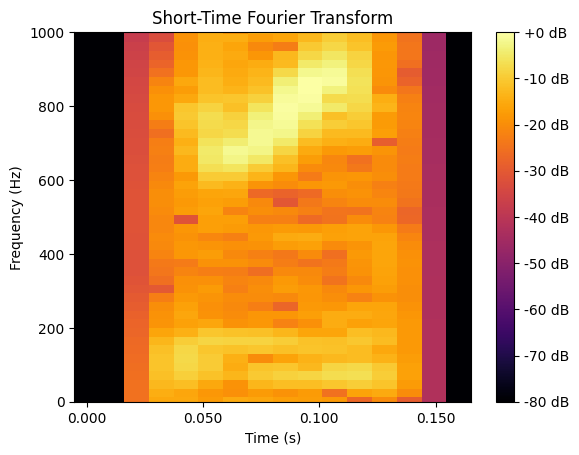 Short-Time Fourier Transform
1000
800
600
400
200
0
Frequency (Hz)
0.000
0.050
0.100
0.150
Time (s)
+0 dB
-10 dB
-20 dB
-30 dB
-40 dB
-50 dB
-60 dB
-70 dB
-80 dB